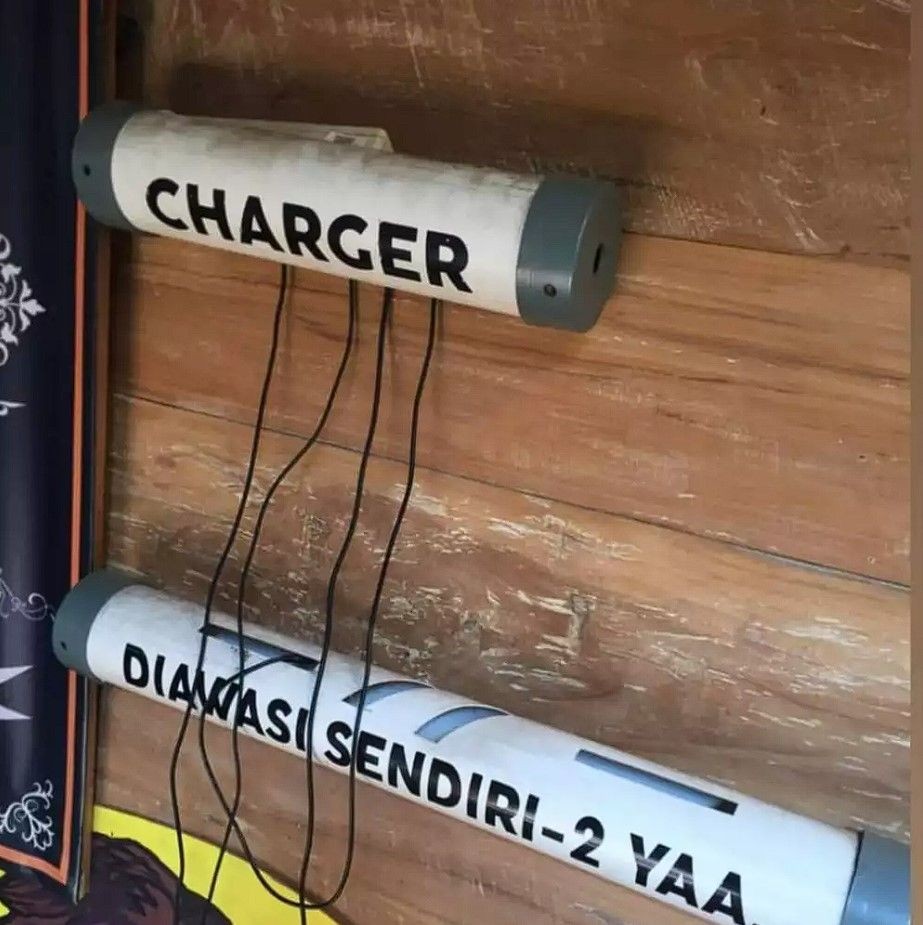 CHARGER
DIAWASI SENDIRI-2 YAA.